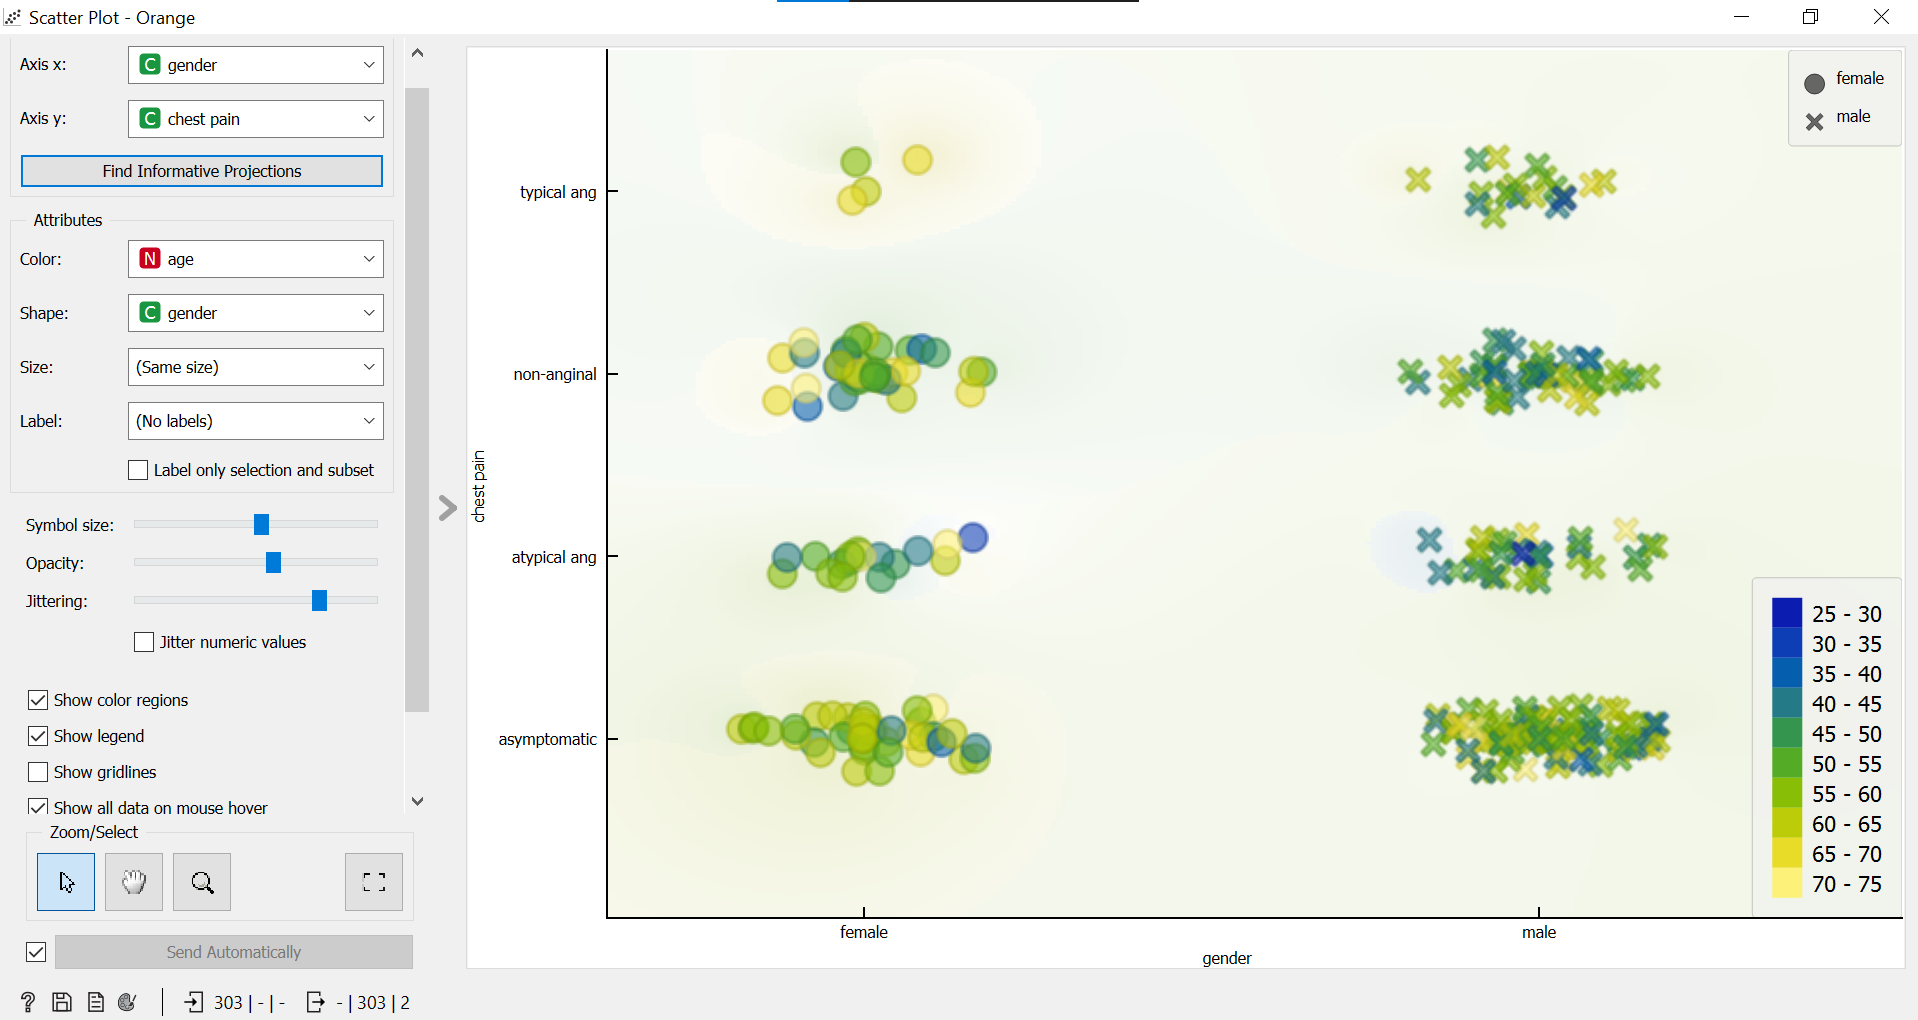 Scatter Plot - Orange
Axis x:
C gender
Axis y:
C chest pain
Find Informative Projections
Attributes
Color:
N age
Shape:
C gender
Size:
(Same size)
Label:
(No labels)
Label only selection and subset
Symbol size:
Opacity:
Jittering:
Jitter numeric values
Show color regions
Show legend
Show gridlines
Show all data on mouse hover
Zoom/Select
Send Automatically
? 303 | - | - - | 303 | 2
chest pain
typical ang
non-anginal
atypical ang
asymptomatic
female
male
gender
female
male
25 - 30
30 - 35
35 - 40
40 - 45
45 - 50
50 - 55
55 - 60
60 - 65
65 - 70
70 - 75